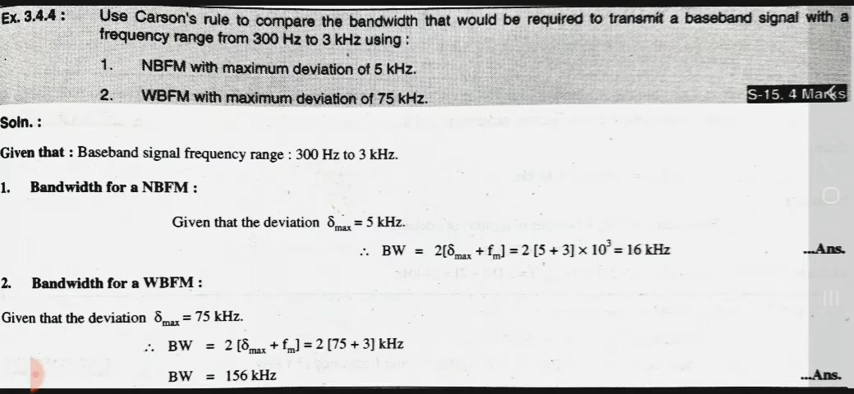 Ex. 3.4.4 : Use Carson's rule to compare the bandwidth that would be required to transmit a baseband signal with a
frequency range from 300 Hz to 3 kHz using :
1. NBFM with maximum deviation of 5 kHz.
2. WBFM with maximum deviation of 75 kHz.
S-15. 4 Marks
Soln. :
Given that : Baseband signal frequency range : 300 Hz to 3 kHz.
1. Bandwidth for a NBFM :
Given that the deviation δmax = 5 kHz.
∴ BW = 2[δmax + fm] = 2 [5 + 3] × 10³ = 16 kHz ...Ans.
2. Bandwidth for a WBFM :
Given that the deviation δmax = 75 kHz.
∴ BW = 2 [δmax + fm] = 2 [75 + 3] kHz
BW = 156 kHz ...Ans.